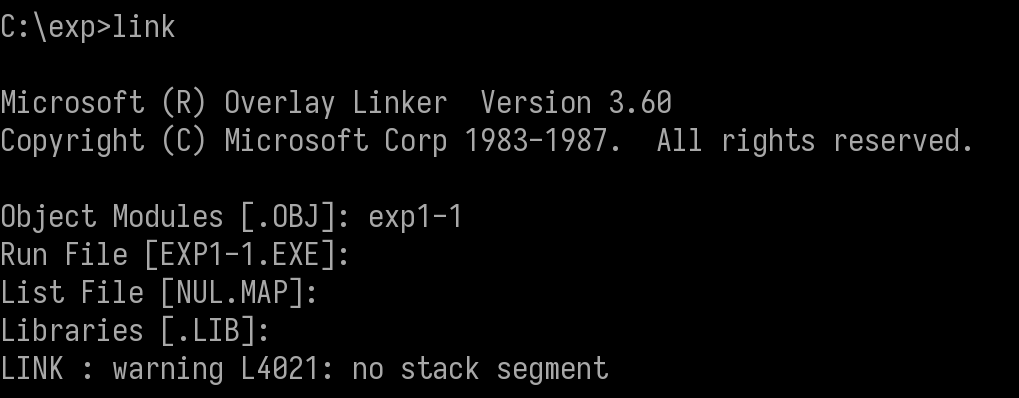 C:\exp>link
Microsoft (R) Overlay Linker  Version 3.60
Copyright (C) Microsoft Corp 1983-1987.  All rights reserved.
Object Modules [.OBJ]: exp1-1
Run File [EXP1-1.EXE]:
List File [NUL.MAP]:
Libraries [.LIB]:
LINK : warning L4021: no stack segment